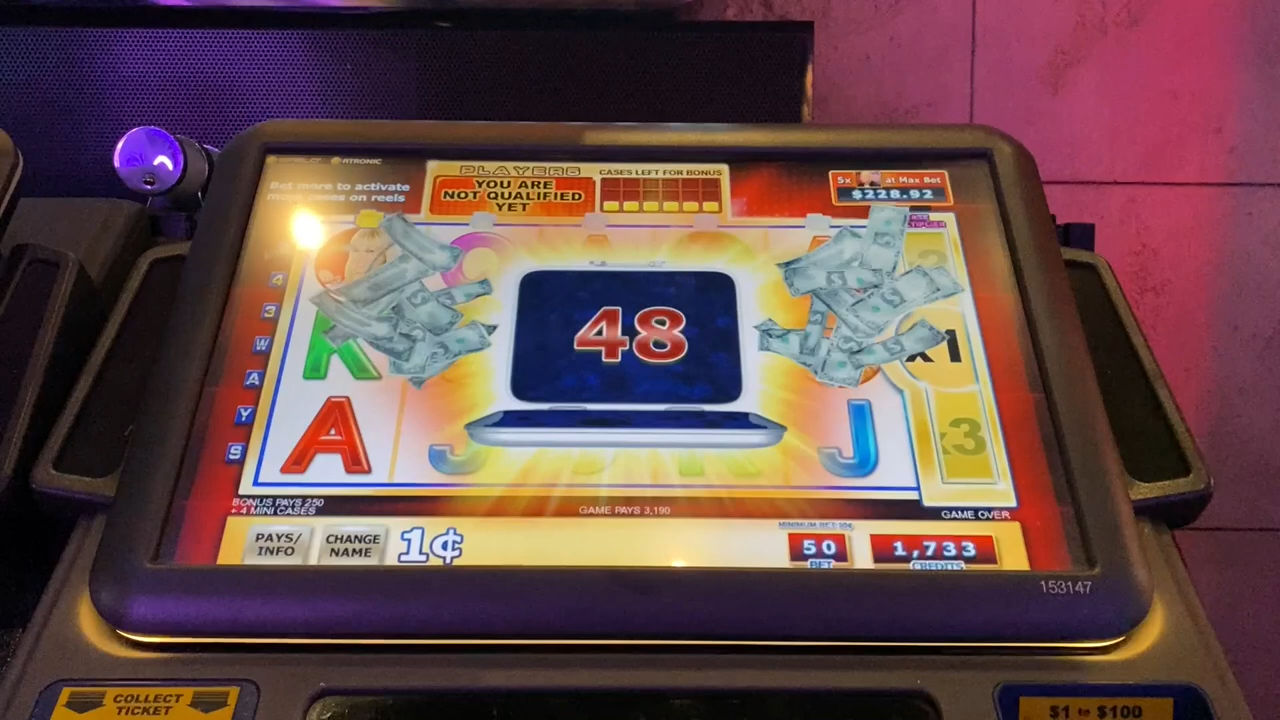 ATRONIC
Bet more to activate
more cases on reels
PLAYERS
YOU ARE
NOT QUALIFIED
YET
CASES LEFT FOR BONUS
5x at Max Bet
$228.92
4
3
W
A
Y
S
K
A
J
J
48
2
x1
x3
BONUS PAYS 250
+ 4 MINI CASES
GAME PAYS 3,190
GAME OVER
PAYS/
INFO
CHANGE
NAME
1¢
50
BET
1,733
CREDITS
153147
COLLECT
TICKET
$1 to $100